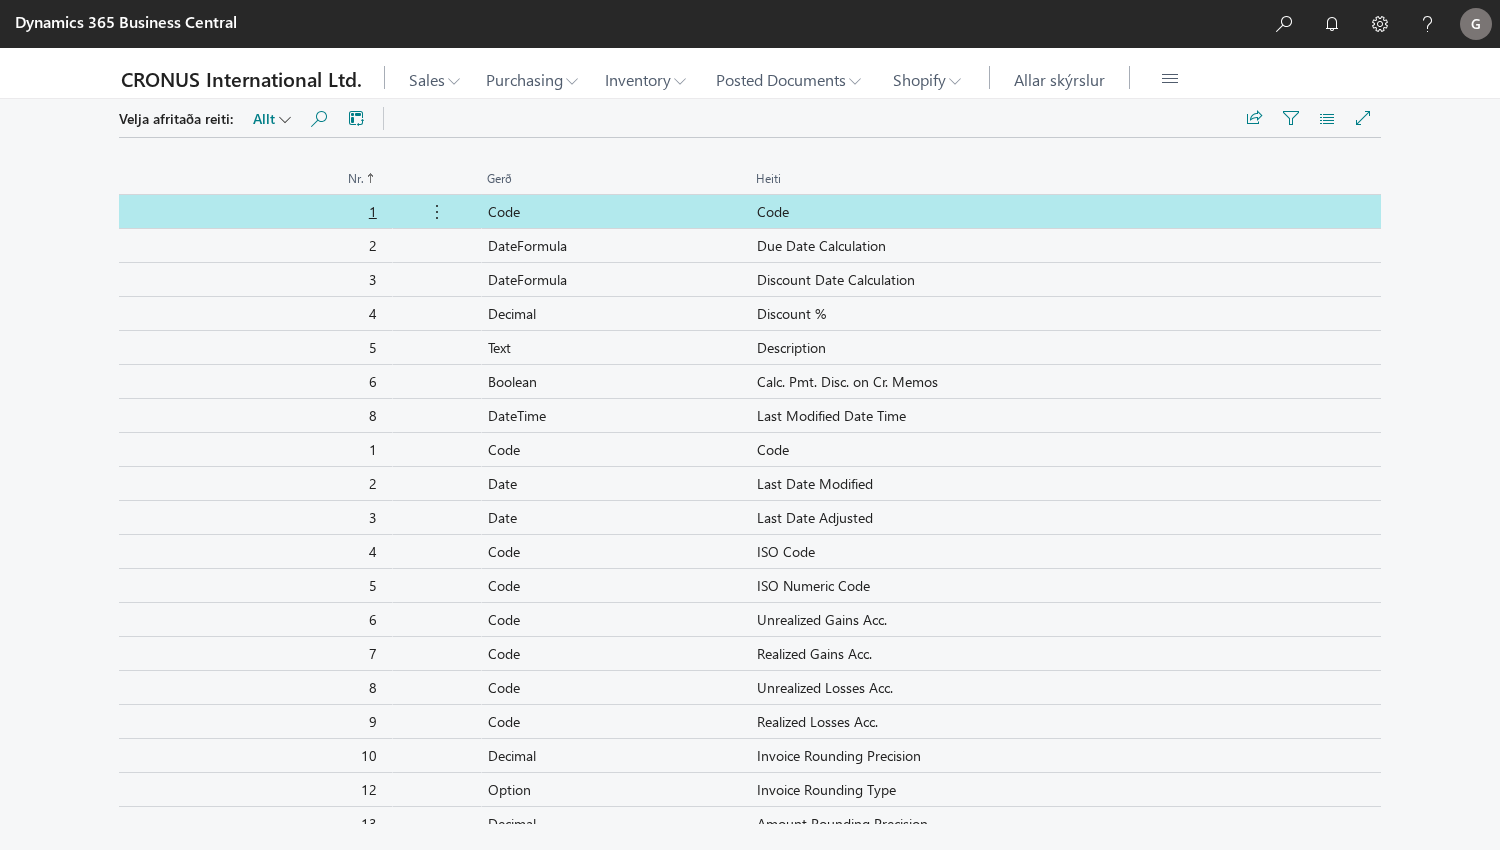 Dynamics 365 Business Central
G
CRONUS International Ltd. Sales Purchasing Inventory Posted Documents Shopify Allar skýrslur
Velja afritaða reiti: Allt
Nr. ↑ Gerð Heiti
1 Code Code
2 DateFormula Due Date Calculation
3 DateFormula Discount Date Calculation
4 Decimal Discount %
5 Text Description
6 Boolean Calc. Pmt. Disc. on Cr. Memos
8 DateTime Last Modified Date Time
1 Code Code
2 Date Last Date Modified
3 Date Last Date Adjusted
4 Code ISO Code
5 Code ISO Numeric Code
6 Code Unrealized Gains Acc.
7 Code Realized Gains Acc.
8 Code Unrealized Losses Acc.
9 Code Realized Losses Acc.
10 Decimal Invoice Rounding Precision
12 Option Invoice Rounding Type
13 Decimal Amount Rounding Precision